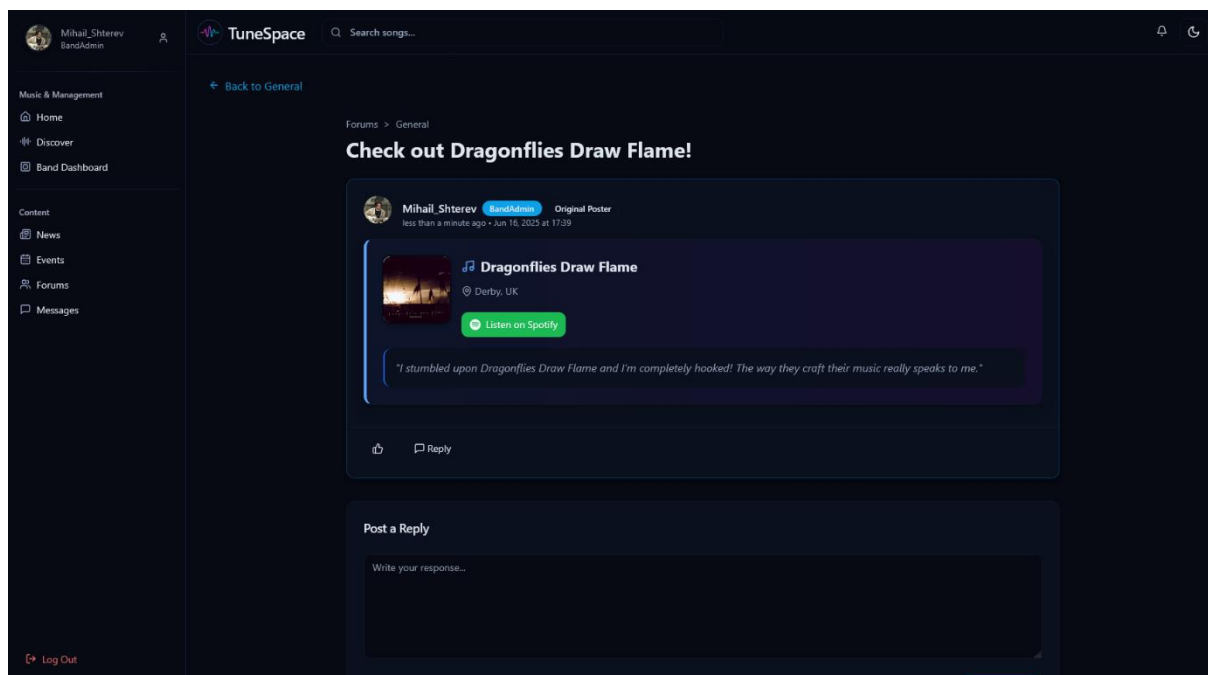 Mihail_Shterev
BandAdmin
TuneSpace
Search songs...
Music & Management
Home
Discover
Band Dashboard
Content
News
Events
Forums
Messages
Log Out
← Back to General
Forums > General
Check out Dragonflies Draw Flame!
Mihail_Shterev BandAdmin Original Poster
less than a minute ago • Jun 16, 2025 at 17:39
Dragonflies Draw Flame
Derby, UK
Listen on Spotify
"I stumbled upon Dragonflies Draw Flame and I'm completely hooked! The way they craft their music really speaks to me."
Reply
Post a Reply
Write your response...